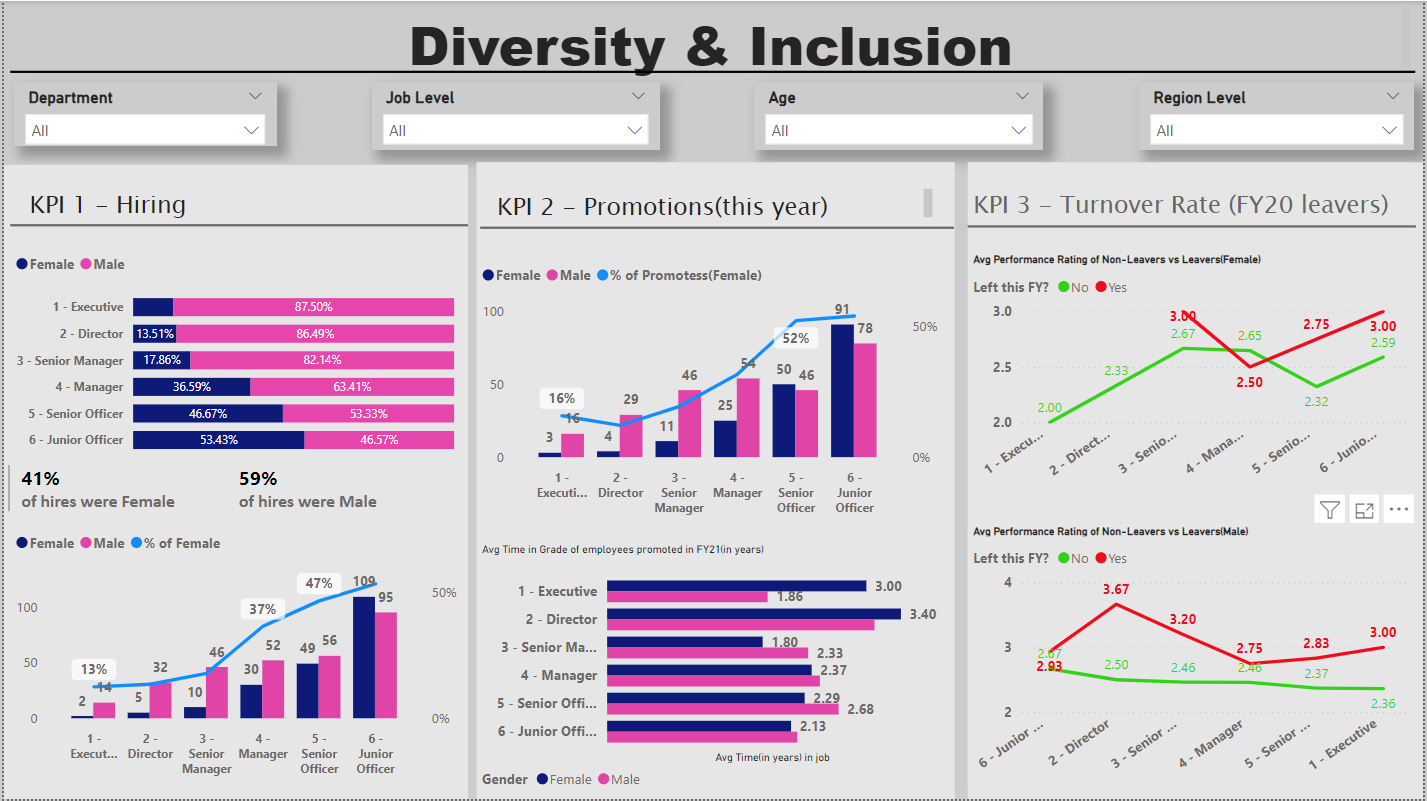 Diversity & Inclusion
Department
All
Job Level
All
Age
All
Region Level
All
KPI 1 – Hiring
Female Male
1 - Executive 87.50%
2 - Director 13.51% 86.49%
3 - Senior Manager 17.86% 82.14%
4 - Manager 36.59% 63.41%
5 - Senior Officer 46.67% 53.33%
6 - Junior Officer 53.43% 46.57%
41%
of hires were Female
59%
of hires were Male
Female Male % of Female
100
50
0
50%
0%
13%
37%
47%
2 14
5 32
10 46
30 52
49 56
109 95
1 - Execut...
2 - Director
3 - Senior Manager
4 - Manager
5 - Senior Officer
6 - Junior Officer
KPI 2 – Promotions(this year)
Female Male % of Promotess(Female)
100
50
0
50%
0%
16%
52%
3 16
4 29
11 46
25 54
50 46
91 78
1 - Executi...
2 - Director
3 - Senior Manager
4 - Manager
5 - Senior Officer
6 - Junior Officer
Avg Time in Grade of employees promoted in FY21(in years)
1 - Executive 3.00 1.86
2 - Director 3.40
3 - Senior Ma... 1.80 2.33
4 - Manager 2.37
5 - Senior Offi... 2.29 2.68
6 - Junior Offi... 2.13
Avg Time(in years) in job
Gender Female Male
KPI 3 – Turnover Rate (FY20 leavers)
Avg Performance Rating of Non-Leavers vs Leavers(Female)
Left this FY? No Yes
3.0
2.5
2.0
2.00
2.33
3.00
2.67
2.65
2.50
2.75
2.32
3.00
2.59
1 - Execu...
2 - Direct...
3 - Senio...
4 - Mana...
5 - Senio...
6 - Junio...
Avg Performance Rating of Non-Leavers vs Leavers(Male)
Left this FY? No Yes
4
3
2
2.67
2.93
3.67
2.50
3.20
2.46
2.75
2.46
2.83
2.37
3.00
2.36
6 - Junior ...
2 - Director
3 - Senior ...
4 - Manager
5 - Senior ...
1 - Executive